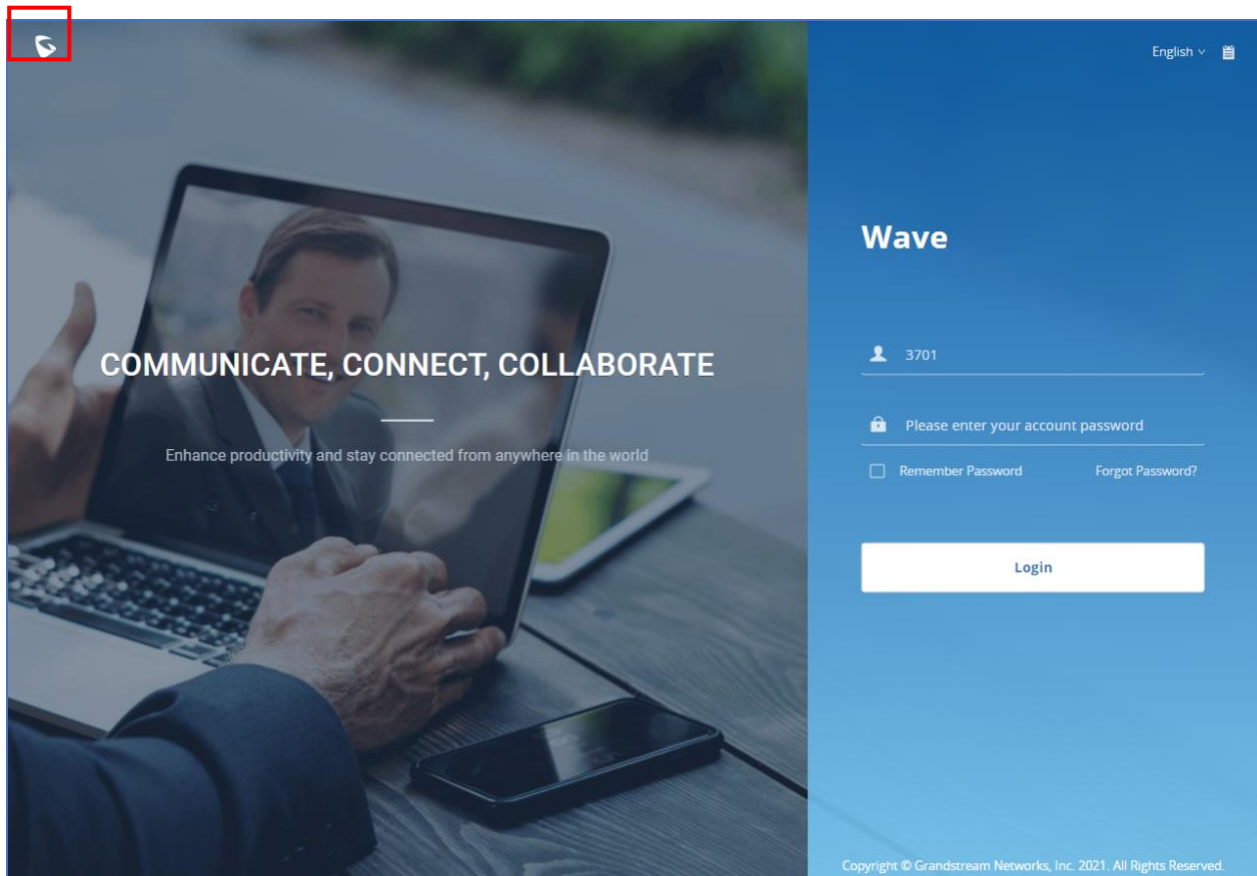 English
Wave
3701
COMMUNICATE, CONNECT, COLLABORATE
Please enter your account password
Enhance productivity and stay connected from anywhere in the world
Remember Password Forgot Password?
Login
Copyright © Grandstream Networks, Inc. 2021. All Rights Reserved.